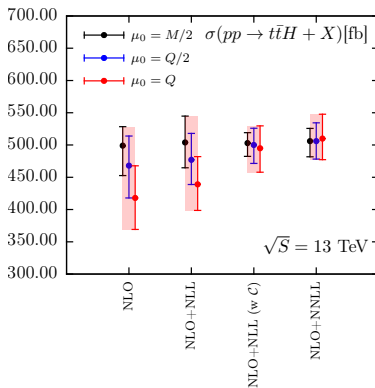 700.00
650.00
600.00
550.00
500.00
450.00
400.00
350.00
300.00
μ₀ = M/2
μ₀ = Q/2
μ₀ = Q
σ(pp → tt̄H + X)[fb]
√S = 13 TeV
NLO
NLO+NLL
NLO+NLL (w C)
NLO+NNLL